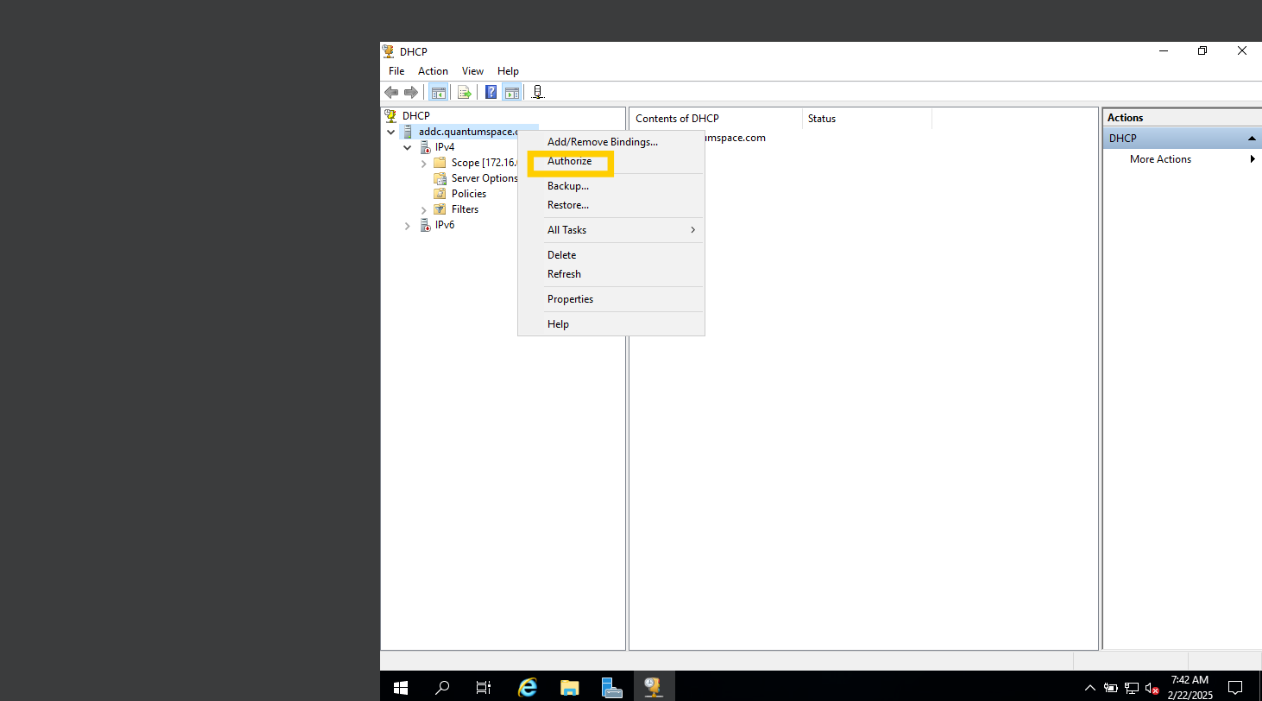 DHCP
File Action View Help
DHCP
addc.quantumspace.
IPv4
Scope [172.16.
Server Options
Policies
Filters
IPv6
Add/Remove Bindings...
Authorize
Backup...
Restore...
All Tasks
Delete
Refresh
Properties
Help
Contents of DHCP Status
umspace.com
Actions
DHCP
More Actions
7:42 AM
2/22/2025